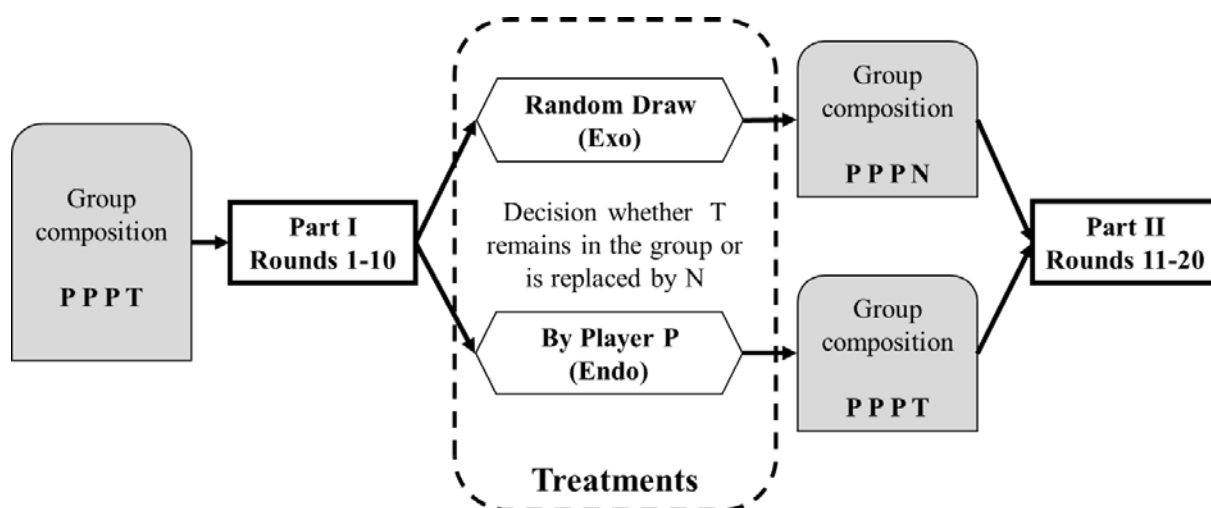 Group
composition
P P P T
Part I
Rounds 1-10
Random Draw
(Exo)
Decision whether T
remains in the group or
is replaced by N
By Player P
(Endo)
Treatments
Group
composition
P P P N
Group
composition
P P P T
Part II
Rounds 11-20